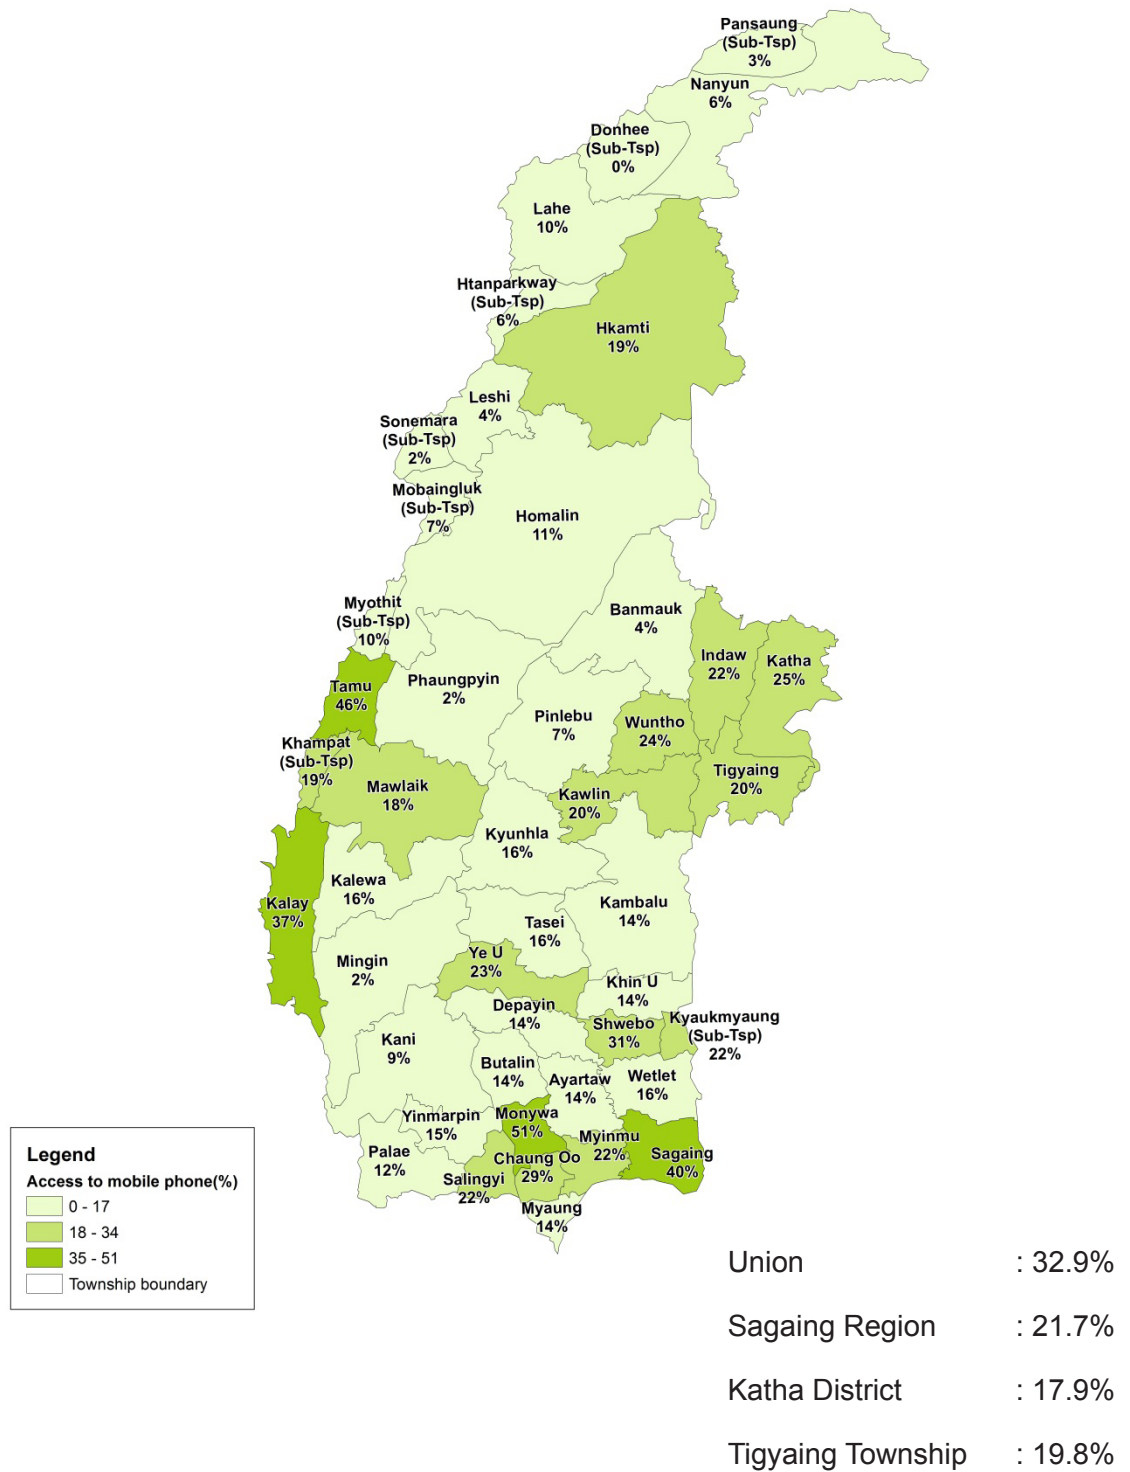 Pansaung
(Sub-Tsp)
3%
Nanyun
6%
Donhee
(Sub-Tsp)
0%
Lahe
10%
Htanparkway
(Sub-Tsp)
6%
Hkamti
19%
Leshi
4%
Sonemara
(Sub-Tsp)
2%
Mobaingluk
(Sub-Tsp)
7%
Homalin
11%
Banmauk
4%
Myothit
(Sub-Tsp)
10%
Indaw
22%
Katha
25%
Tamu
46%
Phaungpyin
2%
Pinlebu
7%
Wuntho
24%
Khampat
(Sub-Tsp)
19%
Mawlaik
18%
Tigyaing
20%
Kawlin
20%
Kyunhla
16%
Kalewa
16%
Kalay
37%
Kambalu
14%
Tasei
16%
Ye U
23%
Mingin
2%
Khin U
14%
Depayin
14%
Shwebo
31%
Kyaukmyaung
(Sub-Tsp)
22%
Kani
9%
Butalin
14%
Ayartaw
14%
Wetlet
16%
Yinmarpin
15%
Monywa
51%
Myinmu
22%
Sagaing
40%
Palae
12%
Chaung Oo
29%
Salingyi
22%
Myaung
14%
Legend
Access to mobile phone(%)
0 - 17
18 - 34
35 - 51
Township boundary
Union : 32.9%
Sagaing Region : 21.7%
Katha District : 17.9%
Tigyaing Township : 19.8%